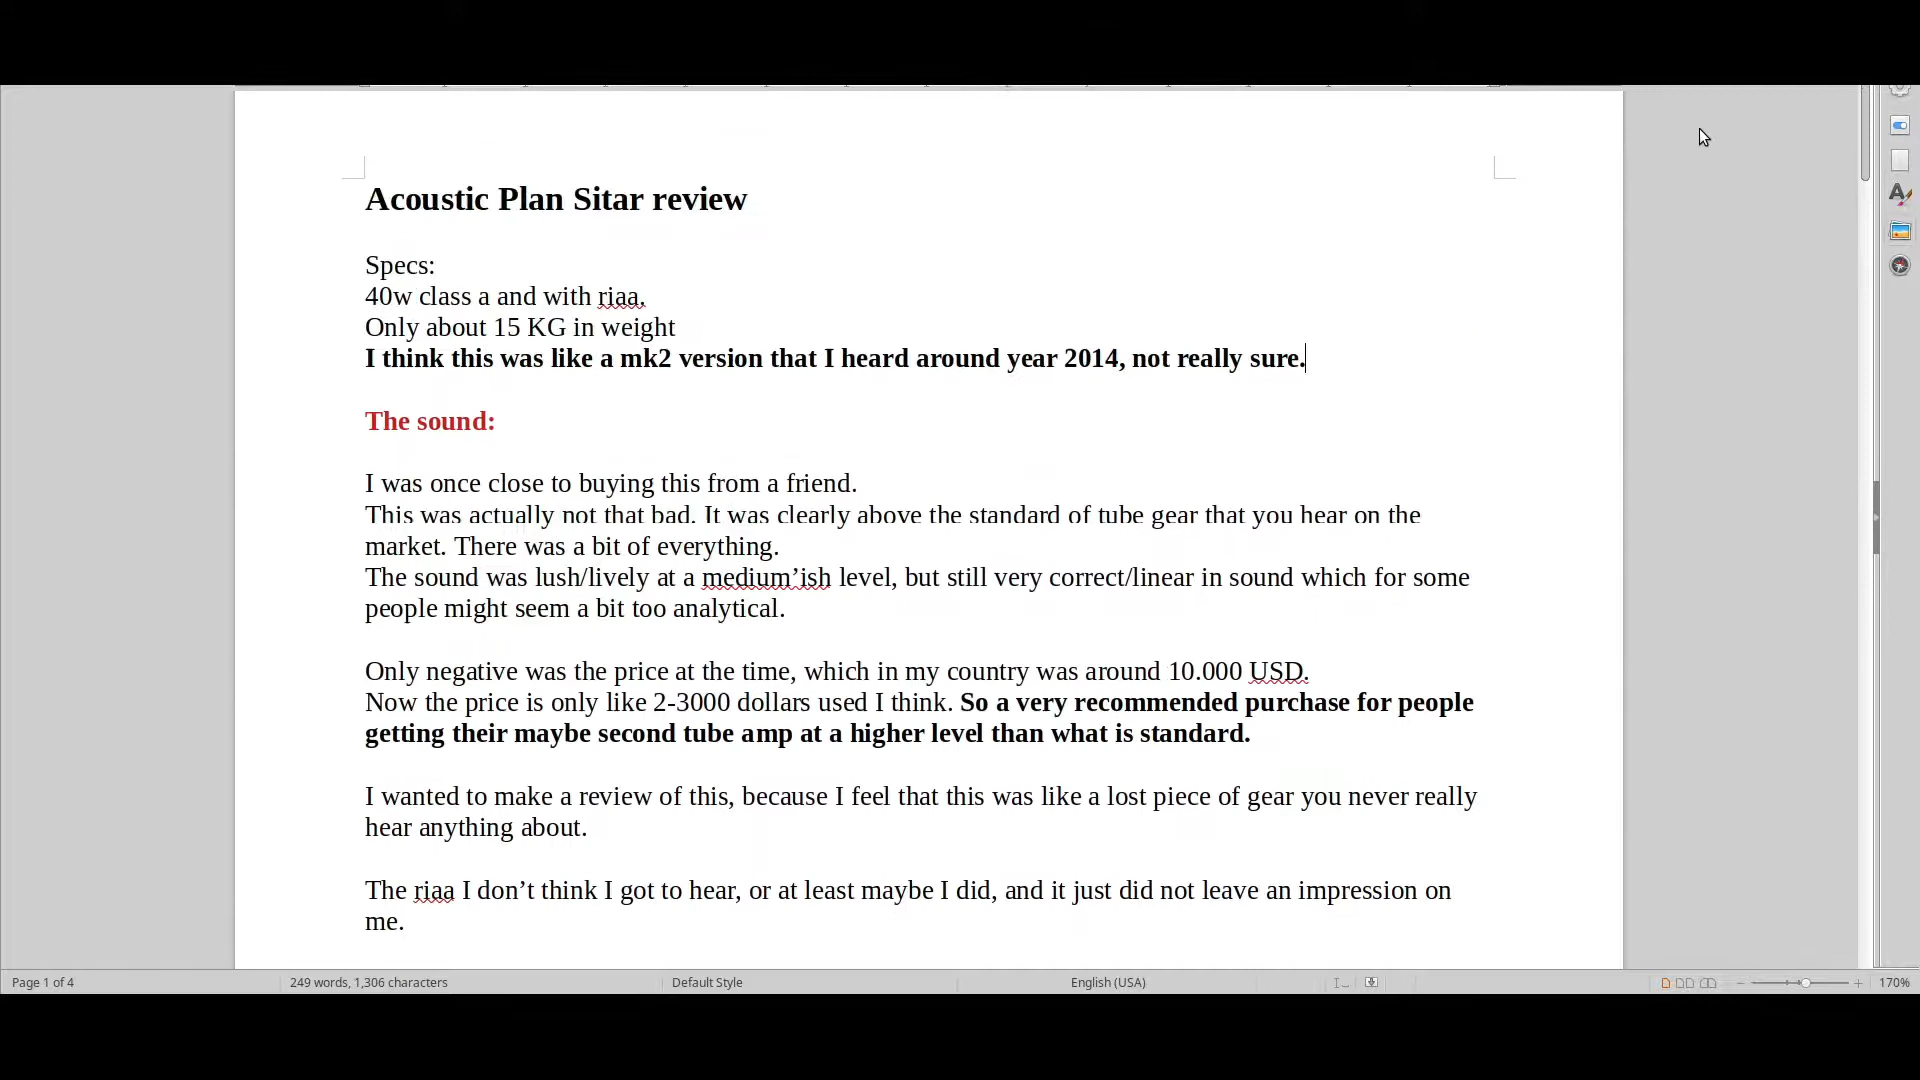 Acoustic Plan Sitar review
Specs:
40w class a and with riaa.
Only about 15 KG in weight
I think this was like a mk2 version that I heard around year 2014, not really sure.
The sound:
I was once close to buying this from a friend.
This was actually not that bad. It was clearly above the standard of tube gear that you hear on the
market. There was a bit of everything.
The sound was lush/lively at a medium’ish level, but still very correct/linear in sound which for some
people might seem a bit too analytical.
Only negative was the price at the time, which in my country was around 10.000 USD.
Now the price is only like 2-3000 dollars used I think. So a very recommended purchase for people
getting their maybe second tube amp at a higher level than what is standard.
I wanted to make a review of this, because I feel that this was like a lost piece of gear you never really
hear anything about.
The riaa I don’t think I got to hear, or at least maybe I did, and it just did not leave an impression on
me.
Page 1 of 4
249 words, 1,306 characters
Default Style
English (USA)
170%